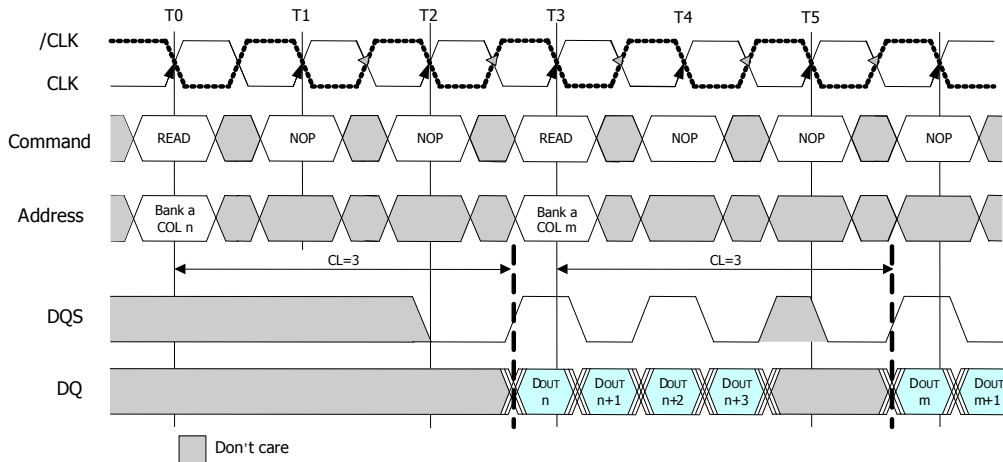 T0 T1 T2 T3 T4 T5
/CLK
CLK
Command READ NOP NOP READ NOP NOP NOP
Address Bank a COL n Bank a COL m
CL=3 CL=3
DQS
DQ DOUT n DOUT n+1 DOUT n+2 DOUT n+3 DOUT m DOUT m+1
Don't care